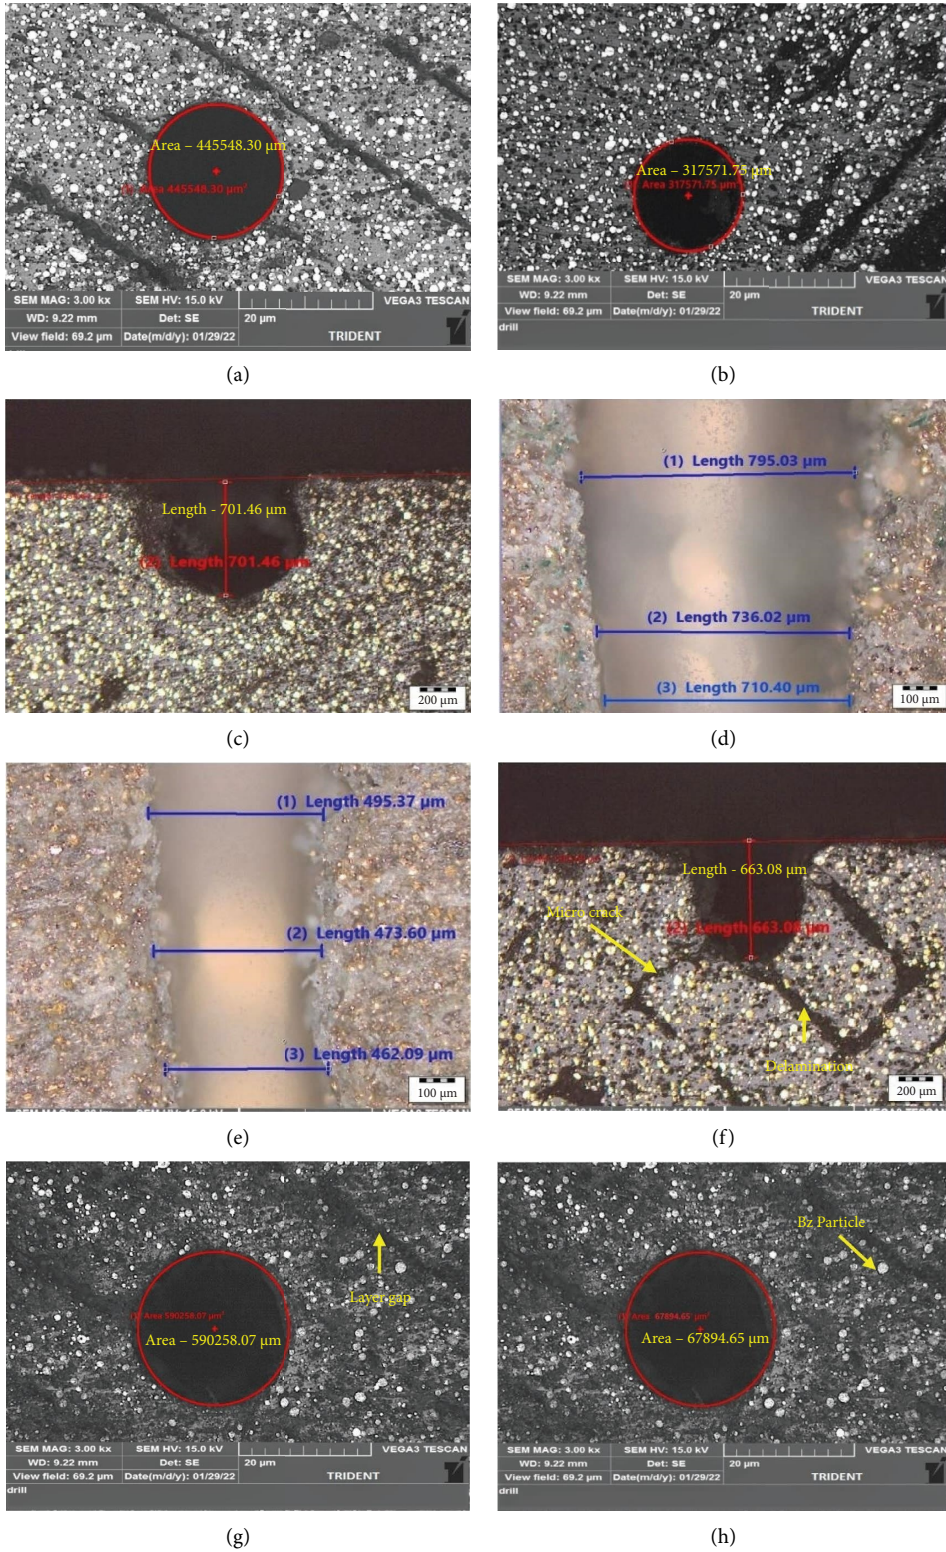 Area – 445548.30 µm
Area 445548.30 µm²
SEM MAG: 3.00 kx
SEM HV: 15.0 kV
VEGA3 TESCAN
WD: 9.22 mm
Det: SE
20 µm
View field: 69.2 µm
Date(m/d/y): 01/29/22
TRIDENT
(a)
Area – 317571.75 µm
Area 317571.75 µm²
SEM MAG: 3.00 kx
SEM HV: 15.0 kV
VEGA3 TESCAN
WD: 9.22 mm
Det: SE
20 µm
View field: 69.2 µm
Date(m/d/y): 01/29/22
TRIDENT
drill
(b)
Length - 701.46 µm
(2) Length 701.46 µm
200 µm
(c)
(1) Length 795.03 µm
(2) Length 736.02 µm
(3) Length 710.40 µm
100 µm
(d)
(1) Length 495.37 µm
(2) Length 473.60 µm
(3) Length 462.09 µm
100 µm
(e)
Length - 663.08 µm
Micro crack
(2) Length 663.08 µm
Delamination
200 µm
(f)
Layer gap
(1) Area 590258.07 µm²
Area – 590258.07 µm
SEM MAG: 3.00 kx
SEM HV: 15.0 kV
VEGA3 TESCAN
WD: 9.22 mm
Det: SE
20 µm
View field: 69.2 µm
Date(m/d/y): 01/29/22
TRIDENT
drill
(g)
Bz Particle
(1) Area 67894.65 µm²
Area – 67894.65 µm
SEM MAG: 3.00 kx
SEM HV: 15.0 kV
VEGA3 TESCAN
WD: 9.22 mm
Det: SE
20 µm
View field: 69.2 µm
Date(m/d/y): 01/29/22
TRIDENT
drill
(h)